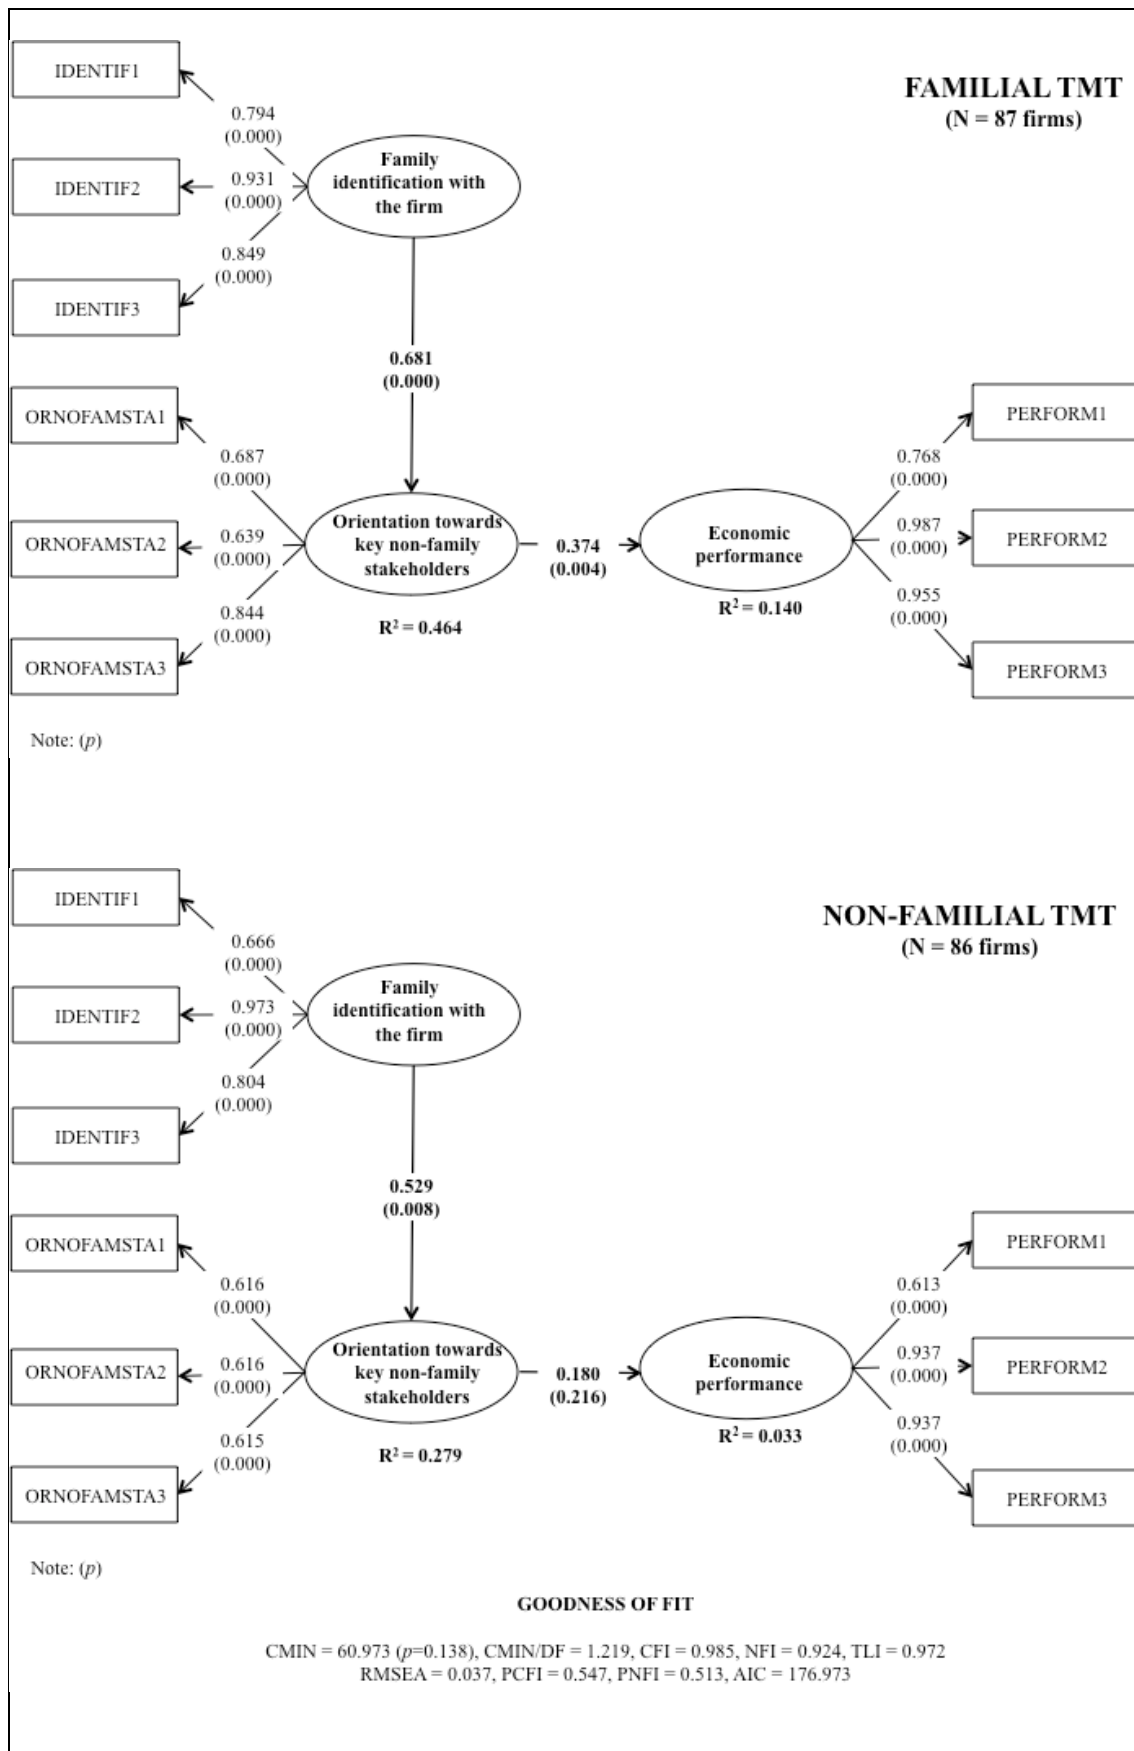 FAMILIAL TMT
(N = 87 firms)
IDENTIF1
0.794
(0.000)
IDENTIF2
0.931
(0.000)
Family
identification with
the firm
0.849
(0.000)
IDENTIF3
0.681
(0.000)
ORNOFAMSTA1
0.687
(0.000)
ORNOFAMSTA2
0.639
(0.000)
Orientation towards
key non-family
stakeholders
0.844
(0.000)
R² = 0.464
ORNOFAMSTA3
0.374
(0.004)
Economic
performance
R² = 0.140
PERFORM1
0.768
(0.000)
PERFORM2
0.987
(0.000)
0.955
(0.000)
PERFORM3
Note: (p)
NON-FAMILIAL TMT
(N = 86 firms)
IDENTIF1
0.666
(0.000)
IDENTIF2
0.973
(0.000)
Family
identification with
the firm
0.804
(0.000)
IDENTIF3
0.529
(0.008)
ORNOFAMSTA1
0.616
(0.000)
ORNOFAMSTA2
0.616
(0.000)
Orientation towards
key non-family
stakeholders
0.615
(0.000)
R² = 0.279
ORNOFAMSTA3
0.180
(0.216)
Economic
performance
R² = 0.033
PERFORM1
0.613
(0.000)
PERFORM2
0.937
(0.000)
0.937
(0.000)
PERFORM3
Note: (p)
GOODNESS OF FIT
CMIN = 60.973 (p=0.138), CMIN/DF = 1.219, CFI = 0.985, NFI = 0.924, TLI = 0.972
RMSEA = 0.037, PCFI = 0.547, PNFI = 0.513, AIC = 176.973